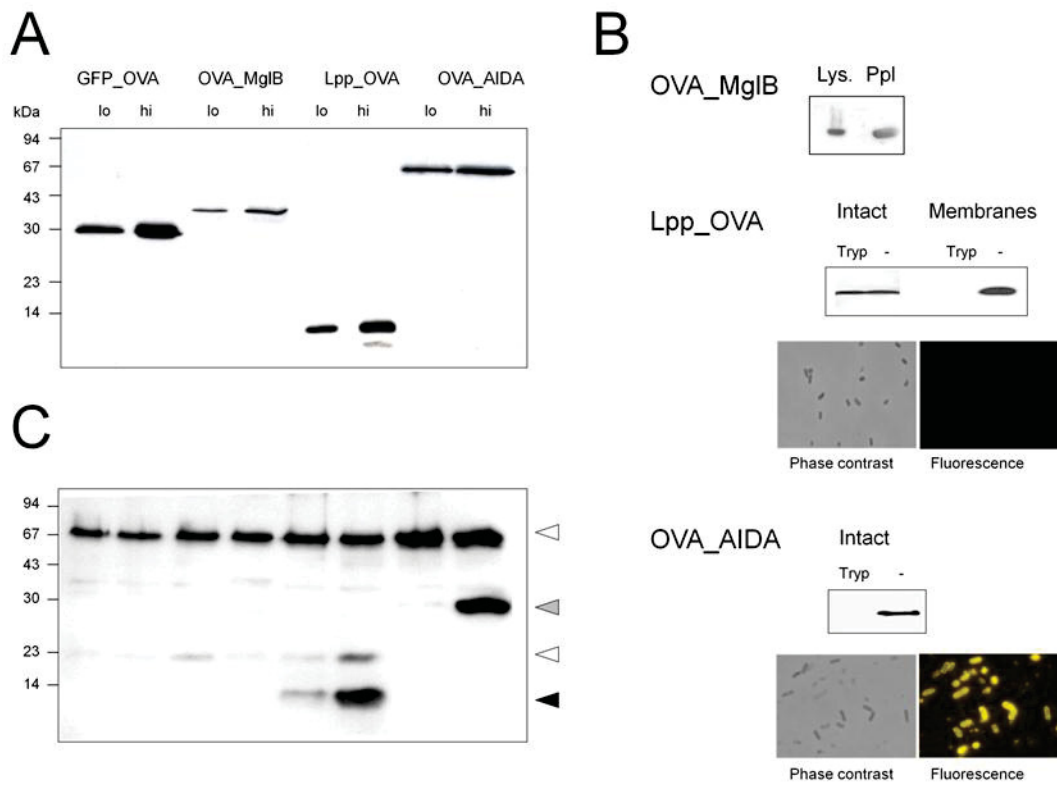 A
GFP_OVA OVA_MglB Lpp_OVA OVA_AIDA
kDa lo hi lo hi lo hi lo hi
94
67
43
30
23
14
B
OVA_MglB Lys. Ppl
Lpp_OVA Intact Membranes
Tryp - Tryp -
Phase contrast Fluorescence
OVA_AIDA Intact
Tryp -
Phase contrast Fluorescence
C
94
67
43
30
23
14